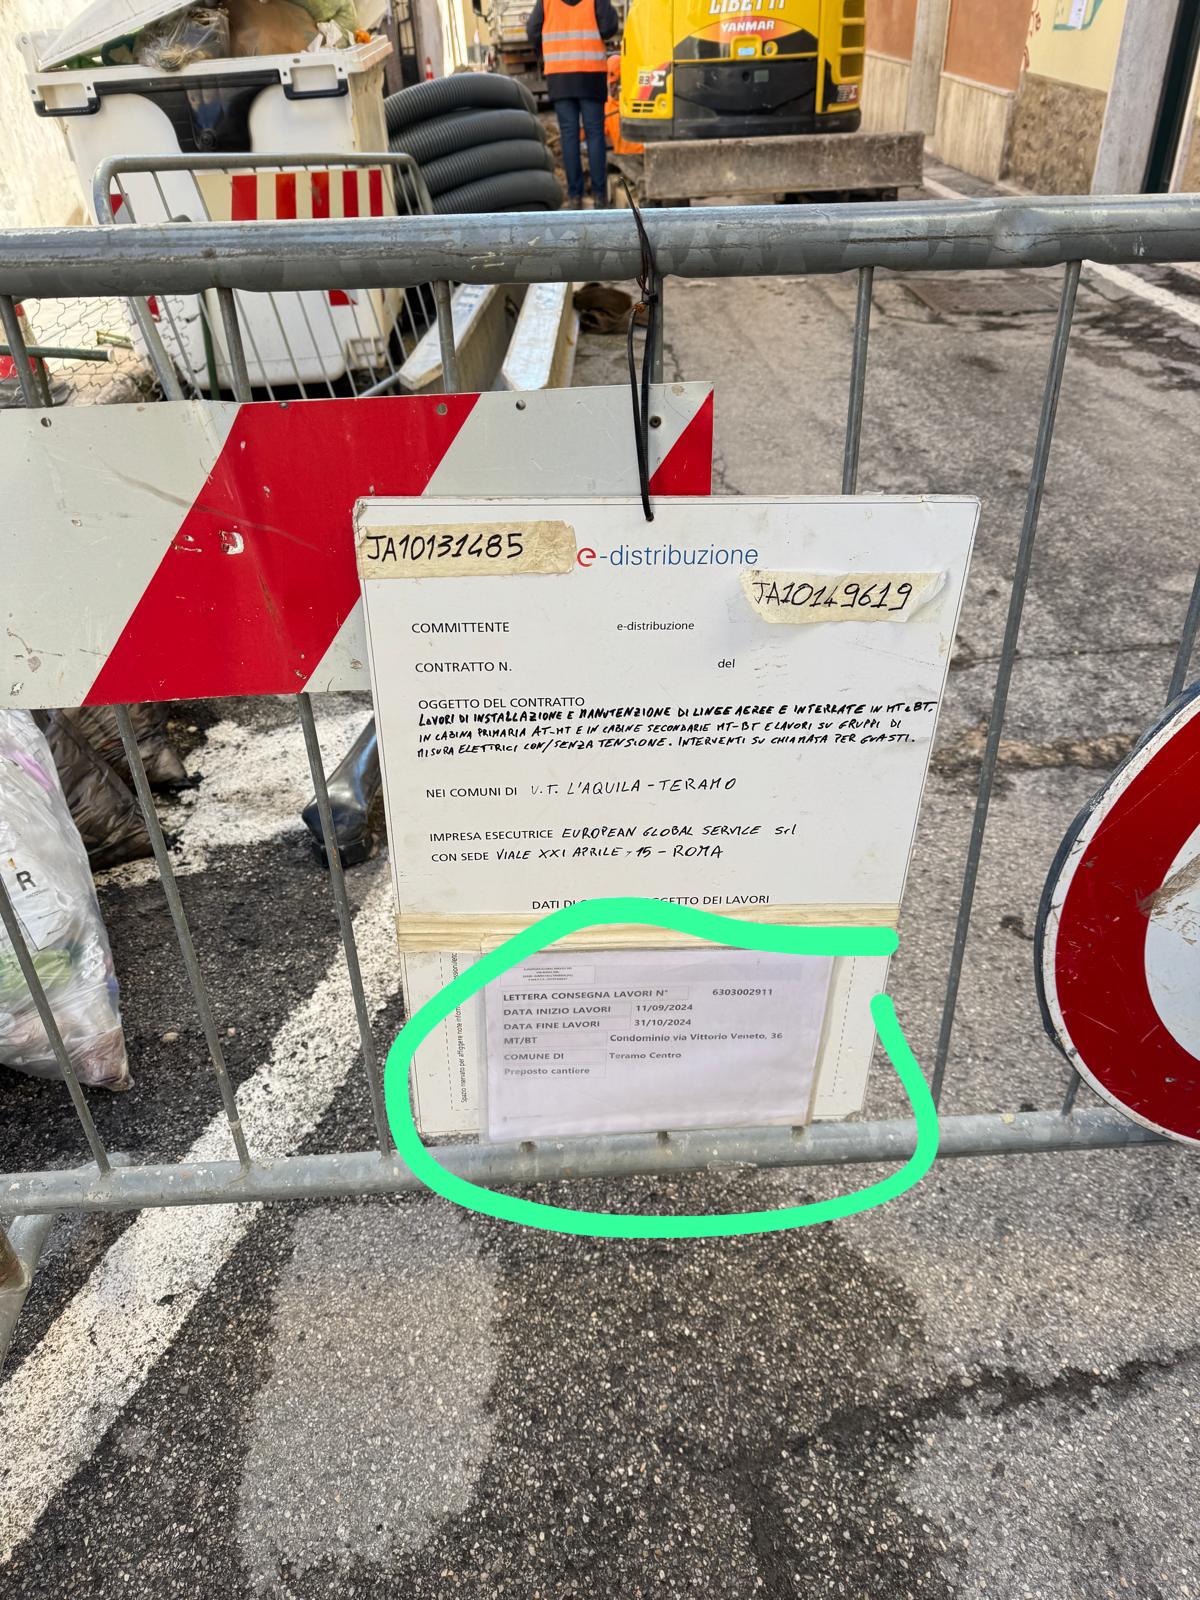 LIBETTI
YANMAR
JA10131485
e-distribuzione
JA10149619
COMMITTENTE e-distribuzione
CONTRATTO N. del
OGGETTO DEL CONTRATTO
LAVORI DI INSTALLAZIONE E MANUTENZIONE DI LINEE AEREE E INTERRATE IN MT e BT.
IN CABINA PRIMARIA AT-MT E IN CABINE SECONDARIE MT-BT E LAVORI SU GRUPPI DI
MISURA ELETTRICI CON/SENZA TENSIONE. INTERVENTI SU CHIAMATA PER GUASTI.
NEI COMUNI DI U.T. L'AQUILA - TERAMO
IMPRESA ESECUTRICE EUROPEAN GLOBAL SERVICE Srl
CON SEDE VIALE XXI APRILE, 15 - ROMA
DATI DI OGGETTO DEI LAVORI
LETTERA CONSEGNA LAVORI N° 6303002911
DATA INIZIO LAVORI 11/09/2024
DATA FINE LAVORI 31/10/2024
MT/BT Condominio via Vittorio Veneto, 36
COMUNE DI Teramo Centro
Preposto cantiere
Spazio riservato per affiggere note
R